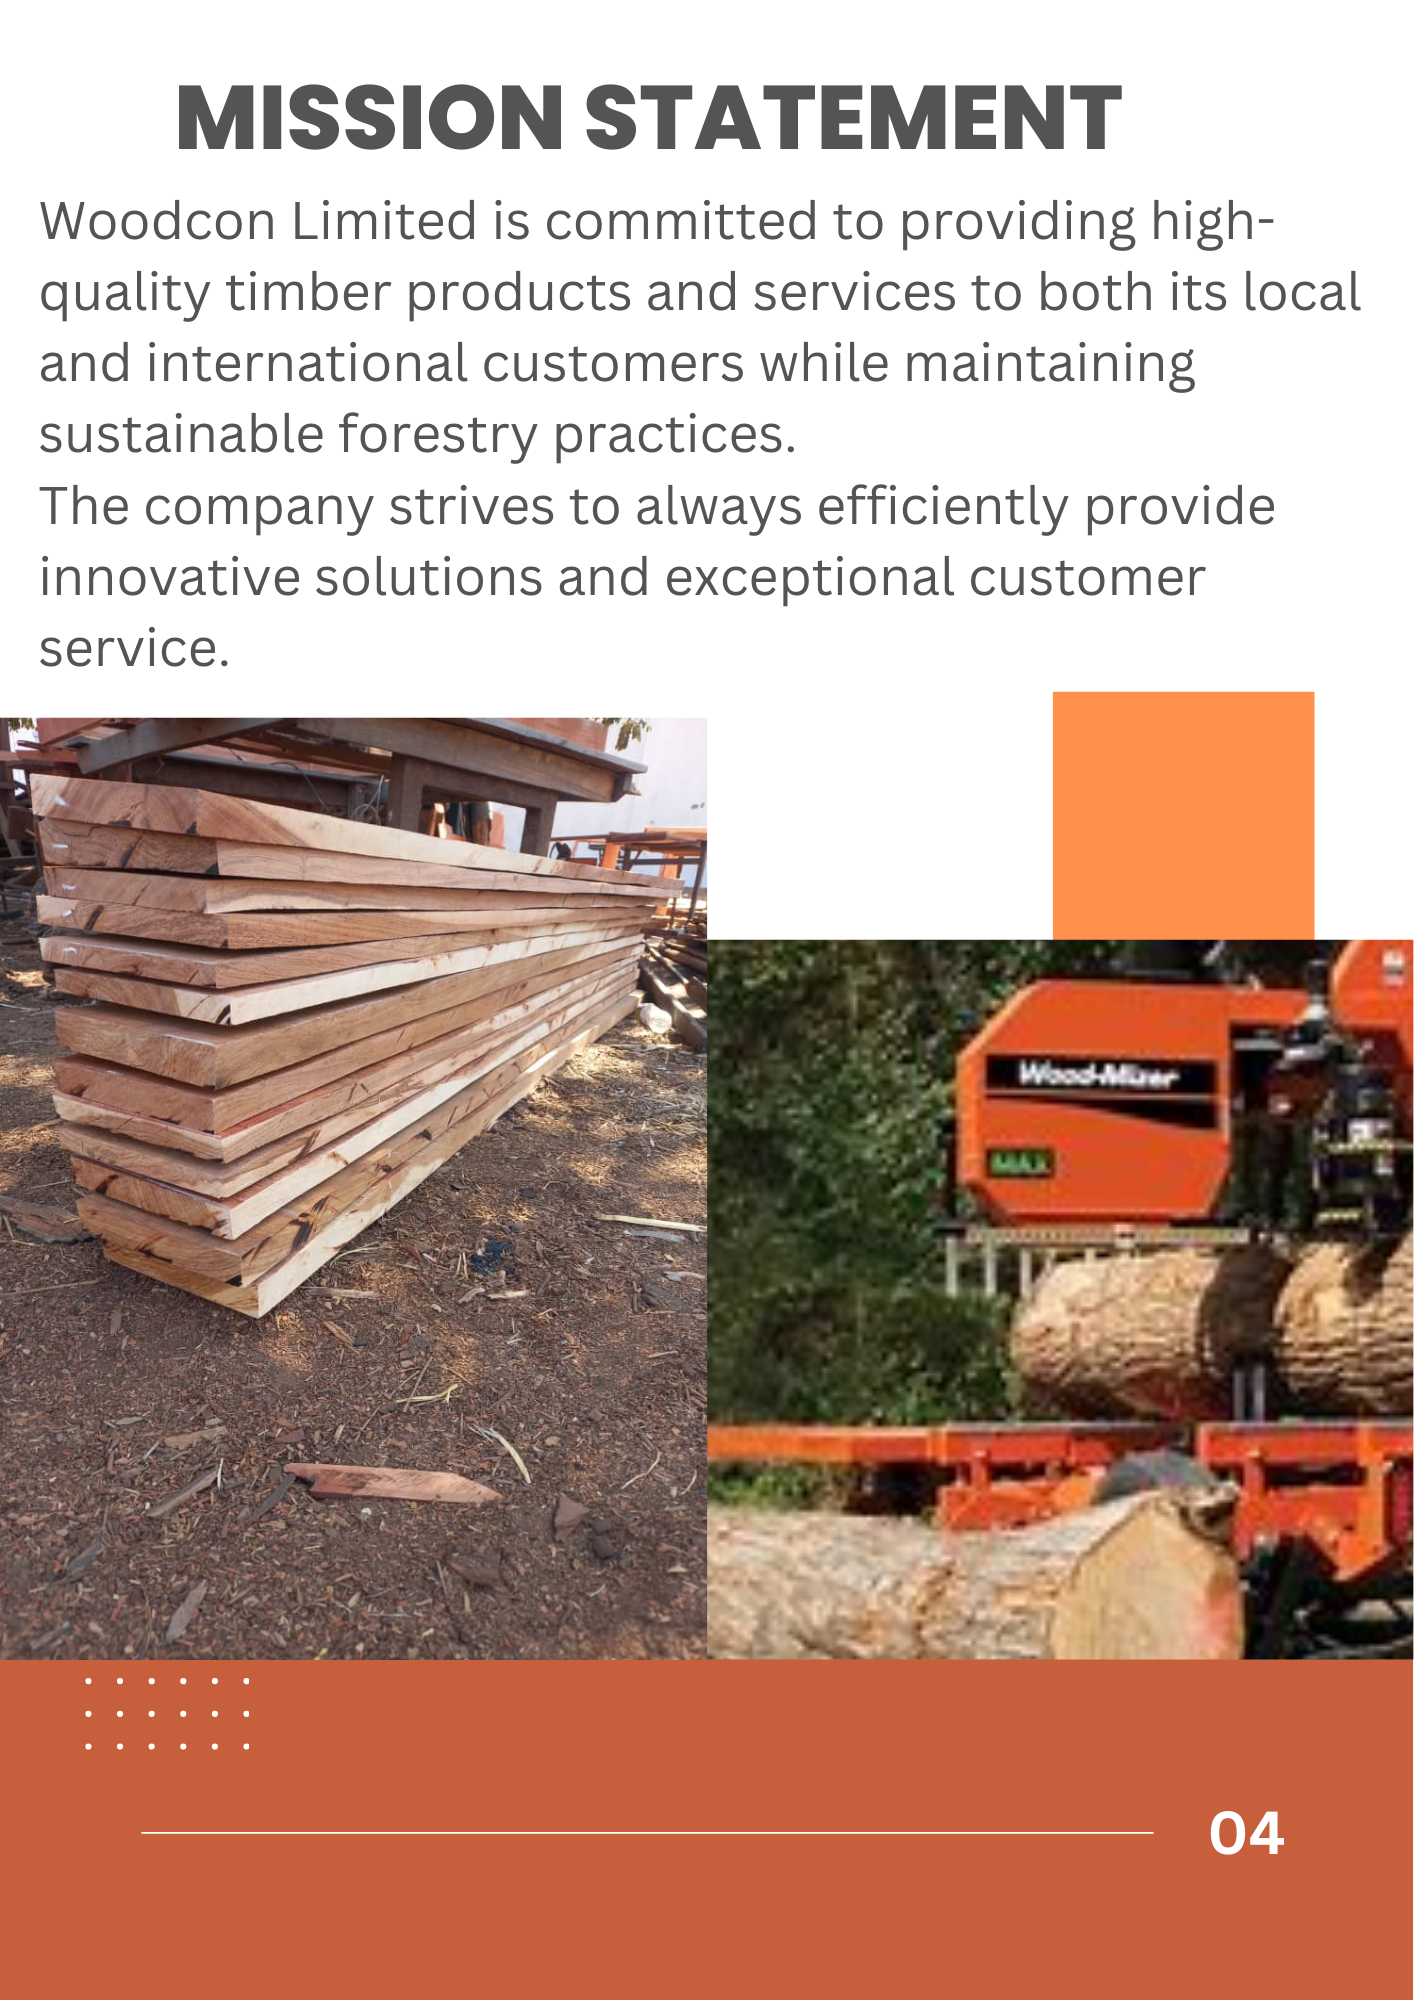 MISSION STATEMENT
Woodcon Limited is committed to providing high-
quality timber products and services to both its local
and international customers while maintaining
sustainable forestry practices.
The company strives to always efficiently provide
innovative solutions and exceptional customer
service.
Wood-Mizer
MAX
04